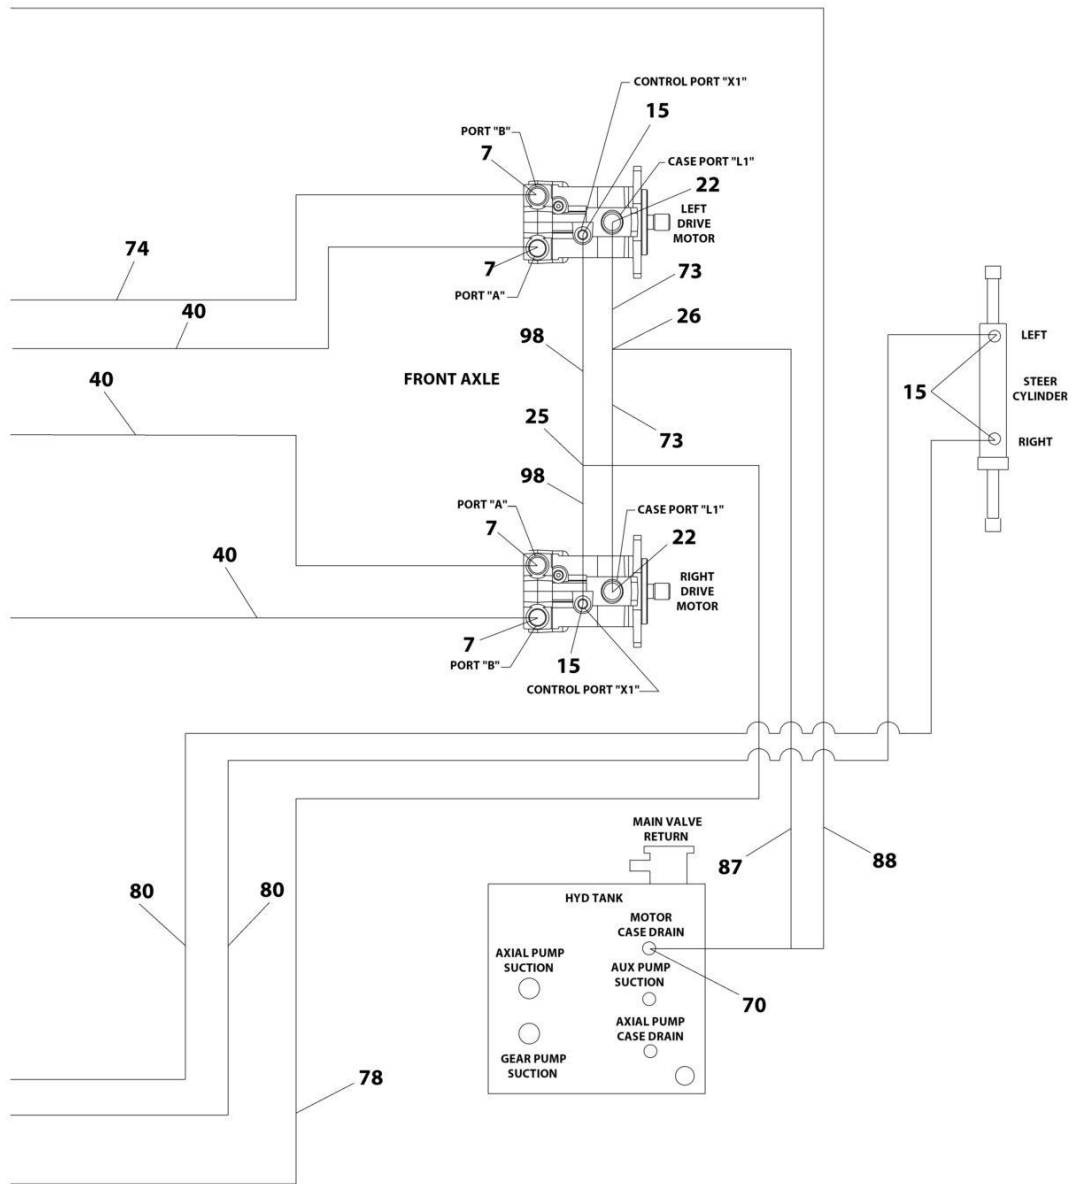 CONTROL PORT "X1"
15
PORT "B"
7
CASE PORT "L1"
22
LEFT
DRIVE
MOTOR
74
7
PORT "A"
73
40
26
98
FRONT AXLE
LEFT
15
STEER
CYLINDER
RIGHT
40
25
73
98
PORT "A"
7
CASE PORT "L1"
22
40
RIGHT
DRIVE
MOTOR
7
PORT "B"
15
CONTROL PORT "X1"
MAIN VALVE
RETURN
87
88
80
80
HYD TANK
MOTOR
CASE DRAIN
AXIAL PUMP
SUCTION
AUX PUMP
SUCTION
70
AXIAL PUMP
CASE DRAIN
GEAR PUMP
SUCTION
78